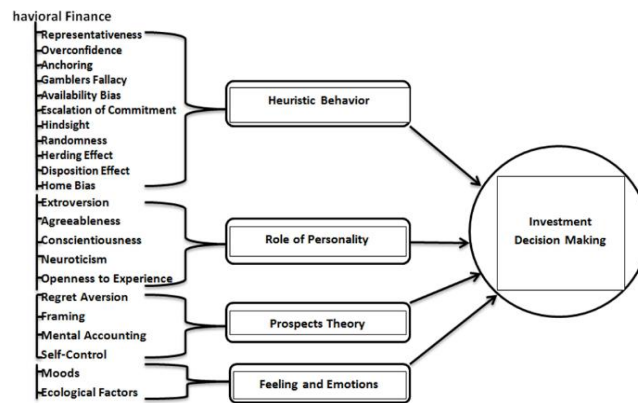 havioral Finance
Representativeness
Overconfidence
Anchoring
Gamblers Fallacy
Availability Bias
Escalation of Commitment
Hindsight
Randomness
Herding Effect
Disposition Effect
Home Bias
Heuristic Behavior
Extroversion
Agreeableness
Conscientiousness
Neuroticism
Openness to Experience
Role of Personality
Regret Aversion
Framing
Mental Accounting
Self-Control
Prospects Theory
Moods
Ecological Factors
Feeling and Emotions
Investment
Decision Making